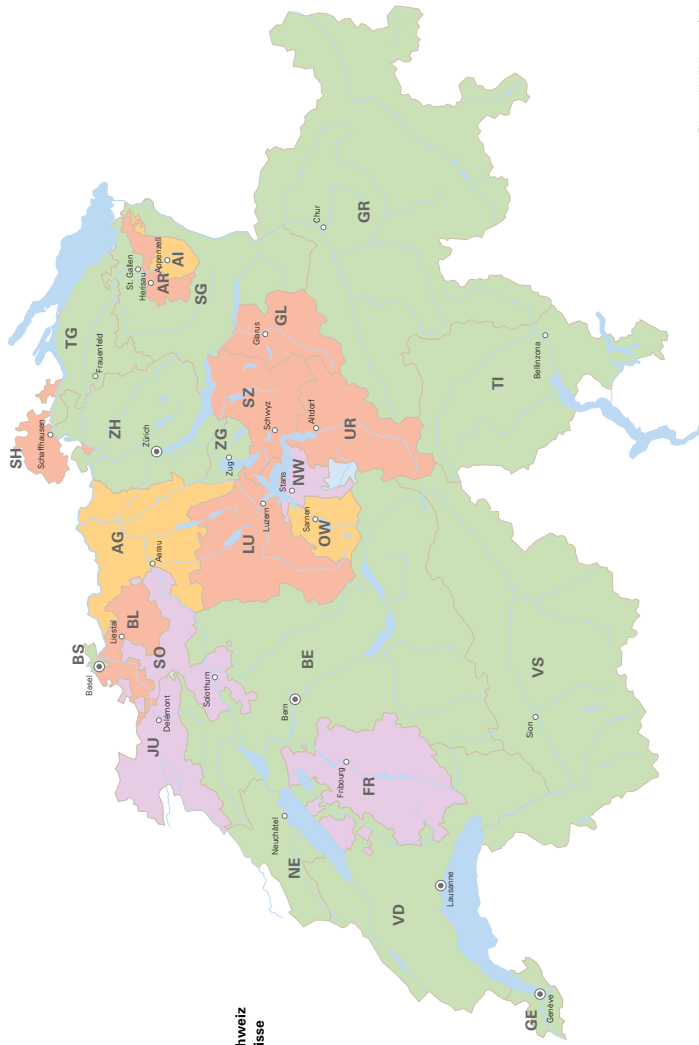 hweiz
isse
SH
Schaffhausen
TG
Frauenfeld
ZH
Zürich
St. Gallen
Herisau
Appenzell
AR
AI
SG
BS
Basel
BL
Liestal
AG
Aarau
SO
Solothurn
JU
Delémont
LU
Luzern
ZG
Zug
SZ
Schwyz
GL
Glarus
Stans
NW
Sarnen
OW
Altdorf
UR
GR
Chur
BE
Bern
NE
Neuchâtel
FR
Fribourg
VD
Lausanne
GE
Genève
VS
Sion
TI
Bellinzona